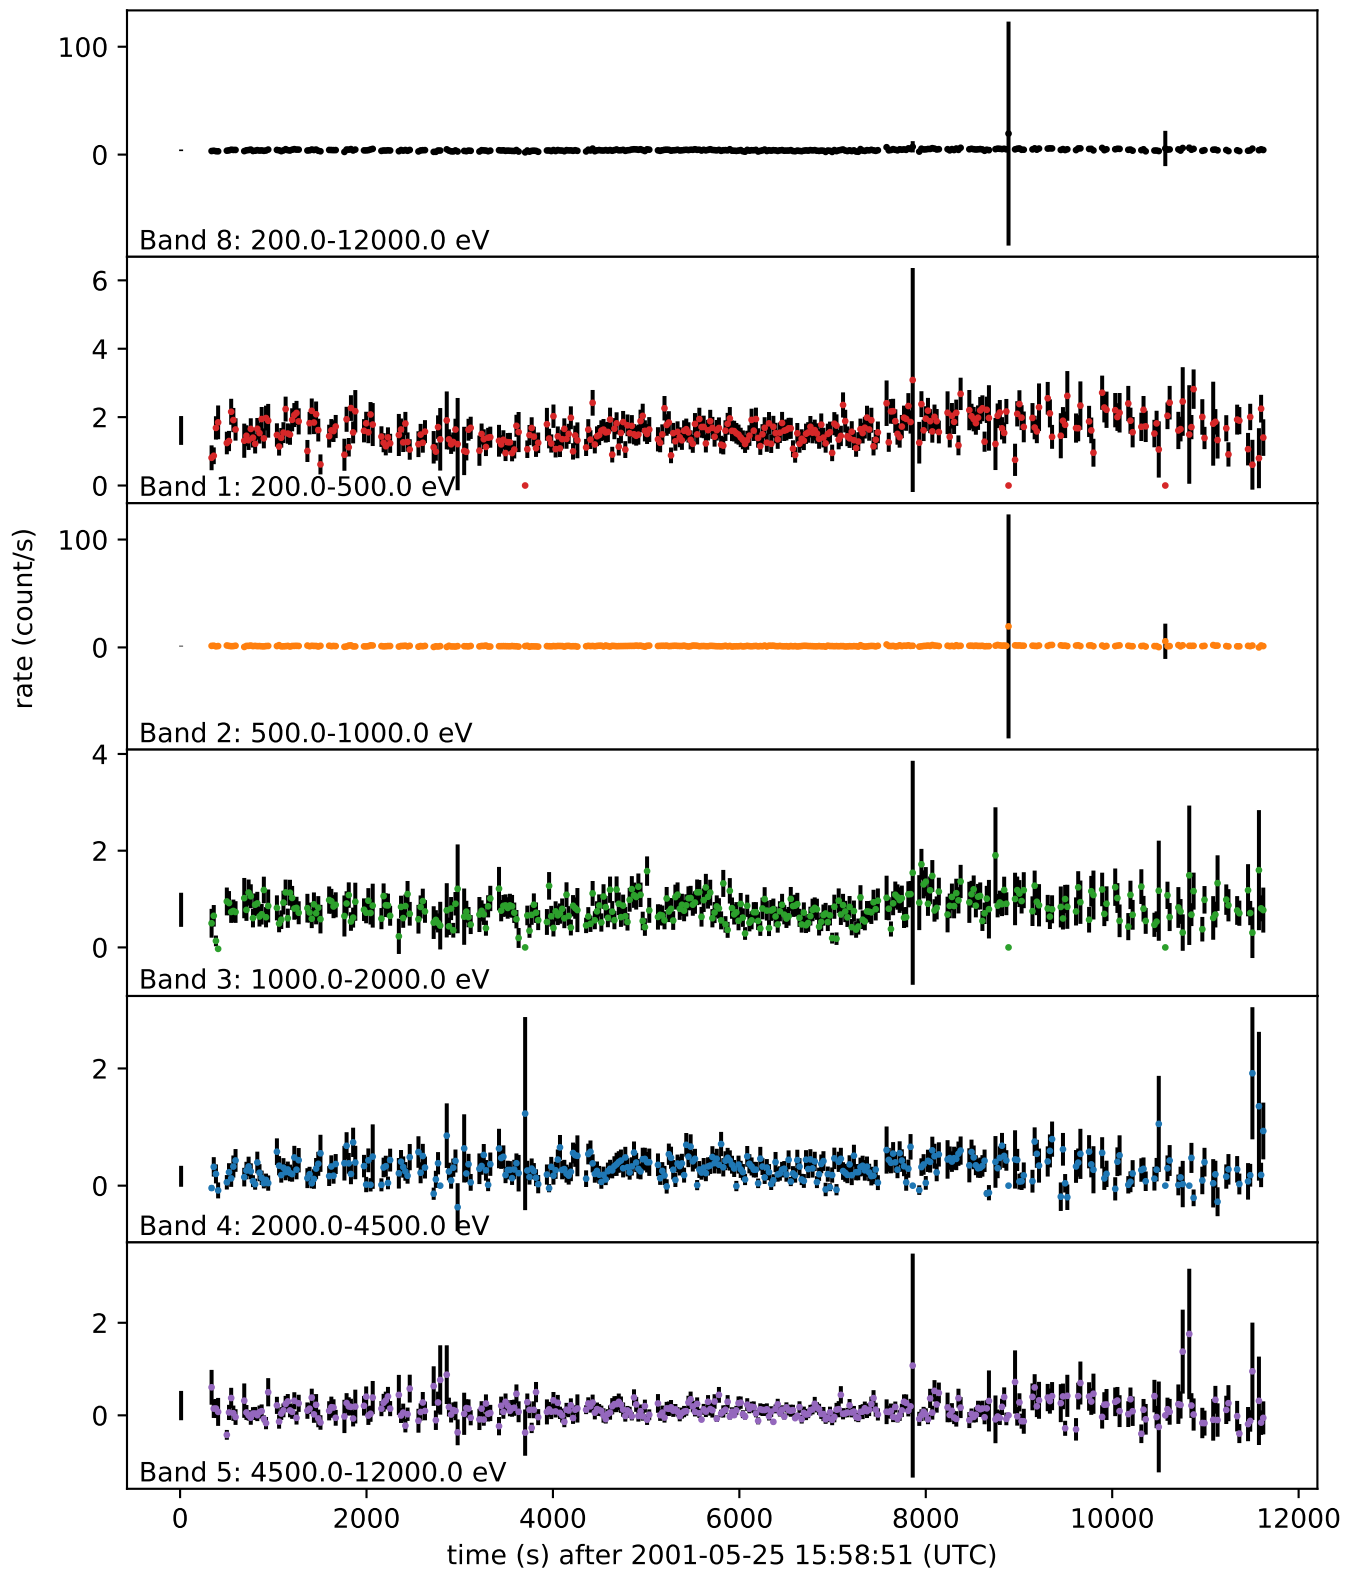 100
0
Band 8: 200.0-12000.0 eV
6
4
2
0
Band 1: 200.0-500.0 eV
rate (count/s)
100
0
Band 2: 500.0-1000.0 eV
4
2
0
Band 3: 1000.0-2000.0 eV
2
0
Band 4: 2000.0-4500.0 eV
2
0
Band 5: 4500.0-12000.0 eV
0 2000 4000 6000 8000 10000 12000
time (s) after 2001-05-25 15:58:51 (UTC)